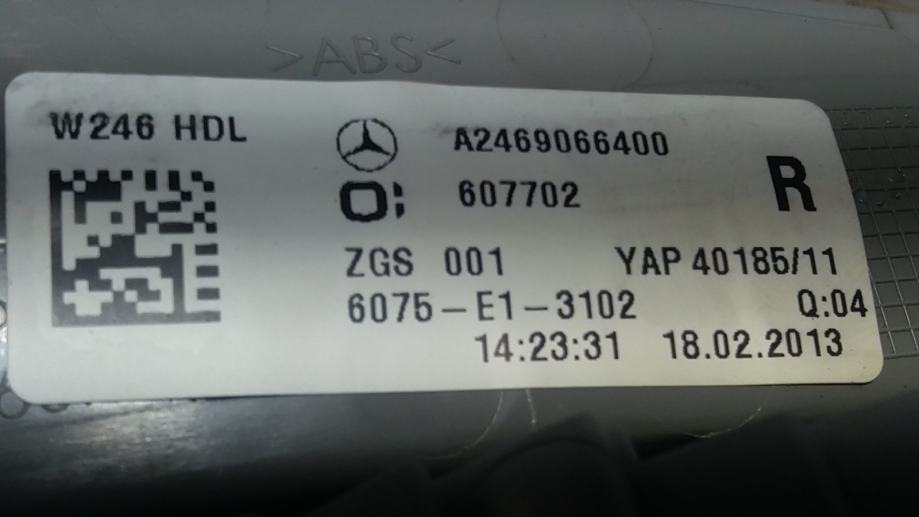 >ABS<
W246 HDL
A2469066400
607702
R
ZGS 001 YAP 40185/11
6075-E1-3102 Q:04
14:23:31 18.02.2013